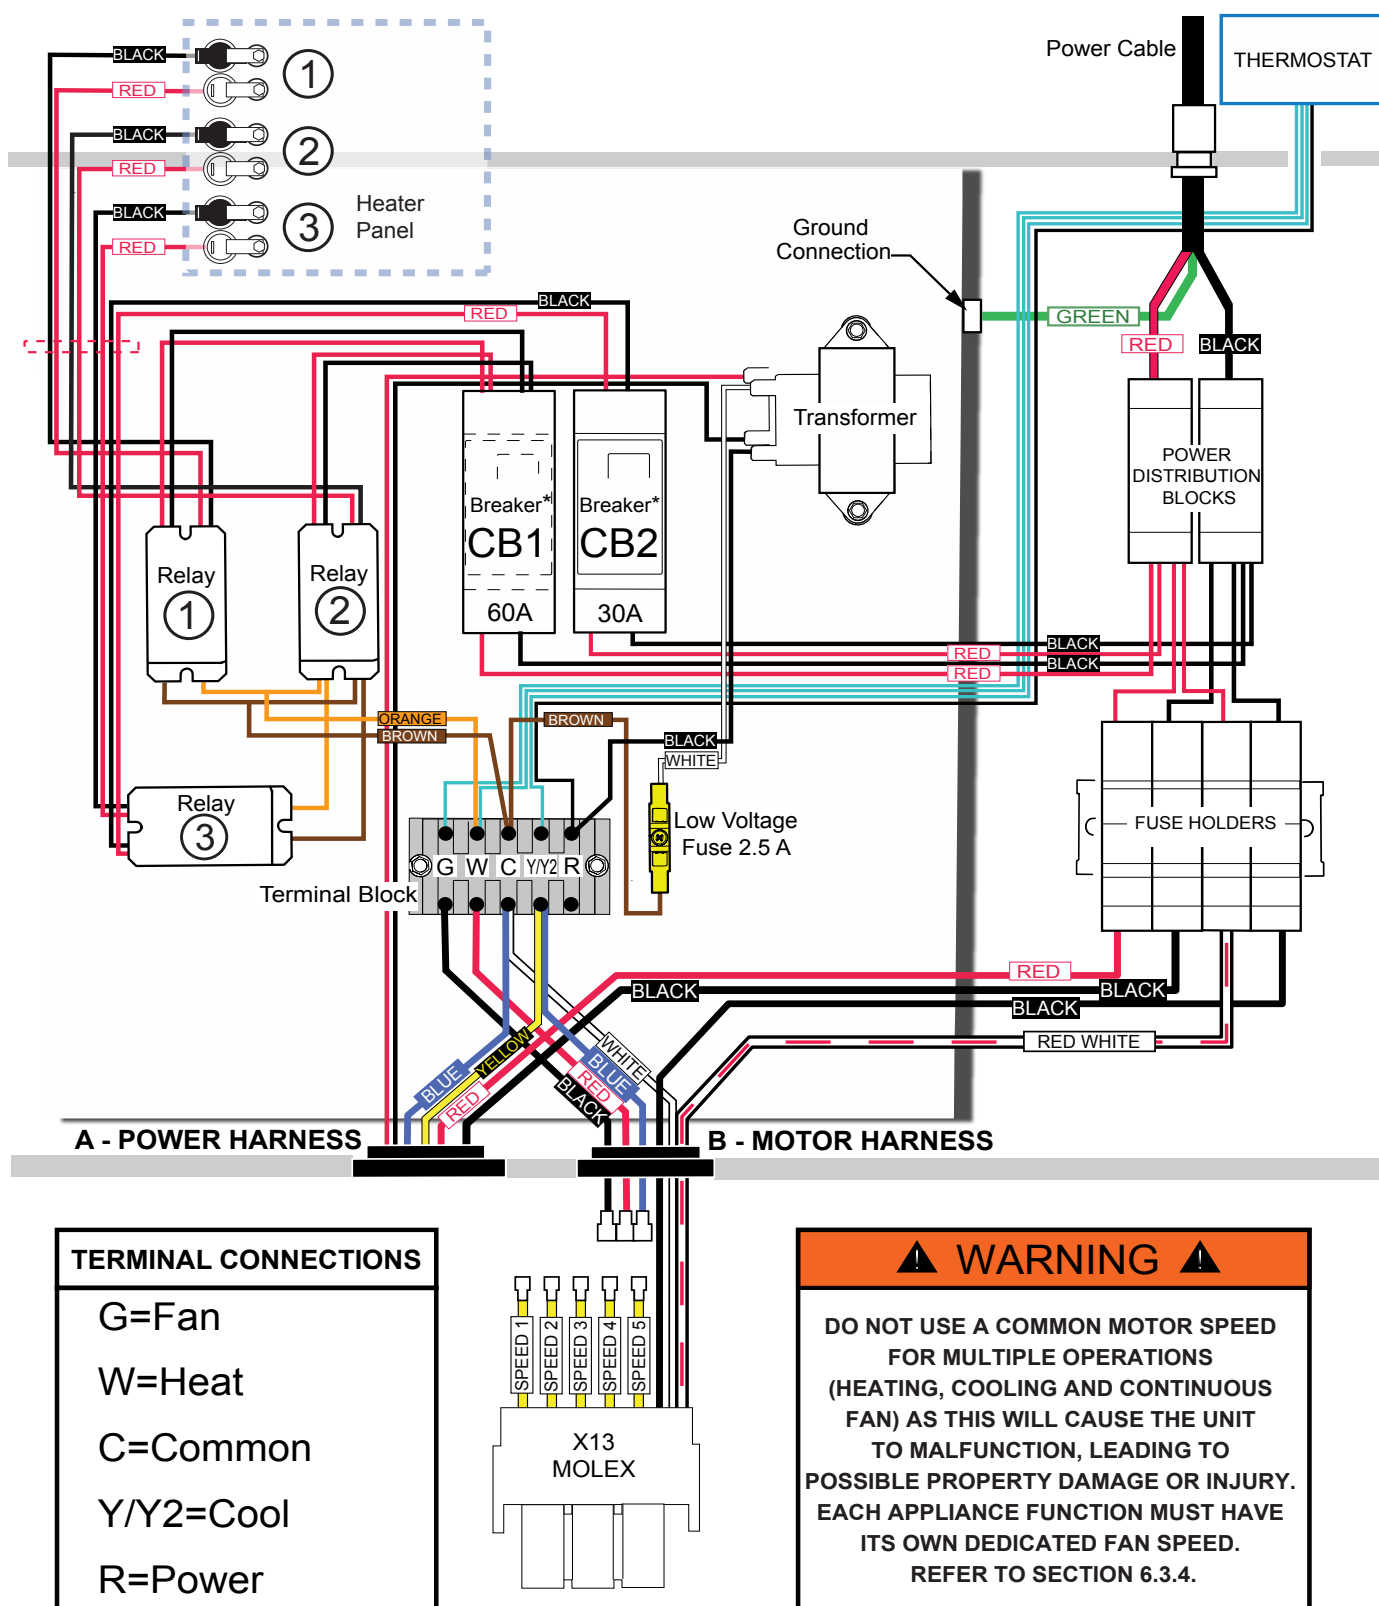 BLACK
RED
BLACK
RED
BLACK
RED
1
2
3
Heater
Panel
Power Cable
THERMOSTAT
Ground
Connection
GREEN
RED
BLACK
BLACK
RED
Transformer
POWER
DISTRIBUTION
BLOCKS
Breaker*
CB1
60A
Breaker*
CB2
30A
Relay
1
Relay
2
Relay
3
BLACK
RED
BLACK
RED
ORANGE
BROWN
BROWN
BLACK
WHITE
Low Voltage
Fuse 2.5 A
FUSE HOLDERS
G W C Y/Y2 R
Terminal Block
RED
BLACK
BLACK
BLACK
RED WHITE
BLUE
YELLOW
RED
WHITE
BLUE
RED
BLACK
A - POWER HARNESS
B - MOTOR HARNESS
TERMINAL CONNECTIONS
G=Fan
W=Heat
C=Common
Y/Y2=Cool
R=Power
SPEED 1
SPEED 2
SPEED 3
SPEED 4
SPEED 5
X13
MOLEX
WARNING
DO NOT USE A COMMON MOTOR SPEED
FOR MULTIPLE OPERATIONS
(HEATING, COOLING AND CONTINUOUS
FAN) AS THIS WILL CAUSE THE UNIT
TO MALFUNCTION, LEADING TO
POSSIBLE PROPERTY DAMAGE OR INJURY.
EACH APPLIANCE FUNCTION MUST HAVE
ITS OWN DEDICATED FAN SPEED.
REFER TO SECTION 6.3.4.